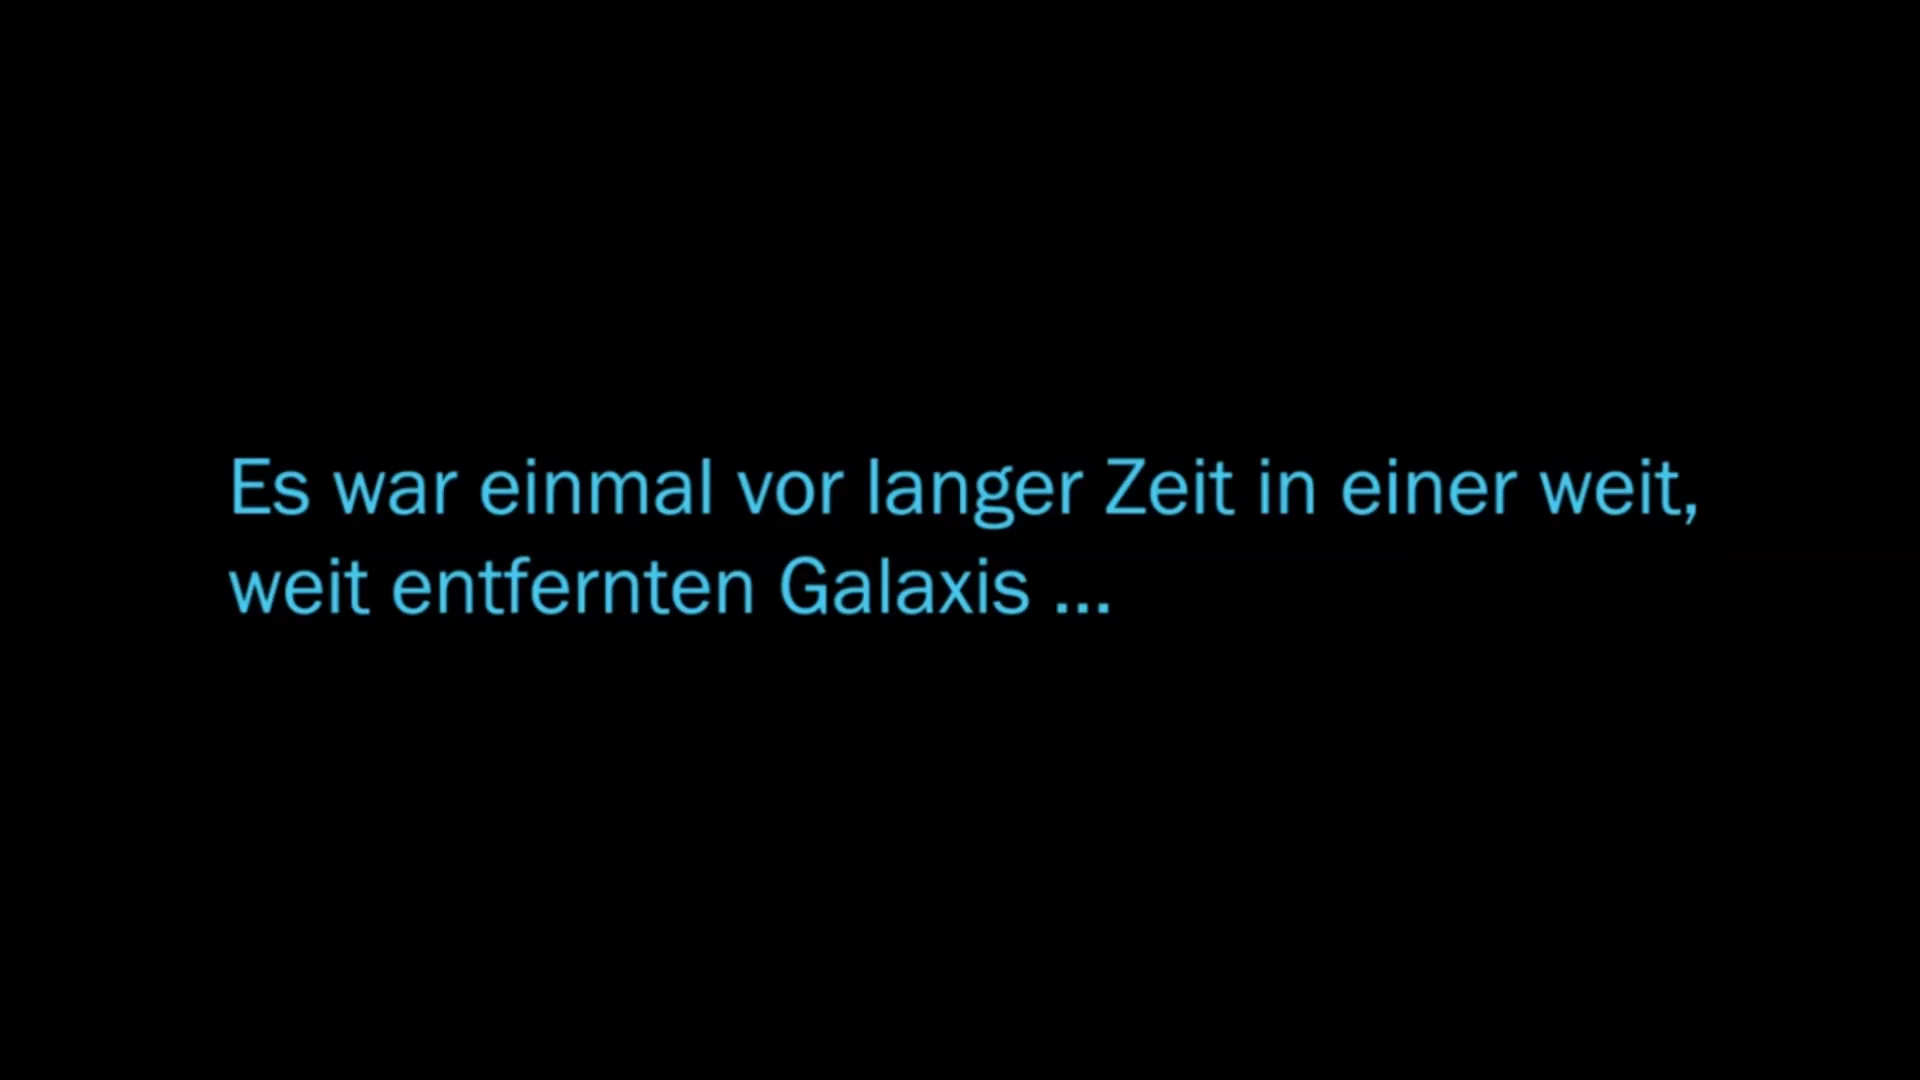 Es war einmal vor langer Zeit in einer weit,
weit entfernten Galaxis ...